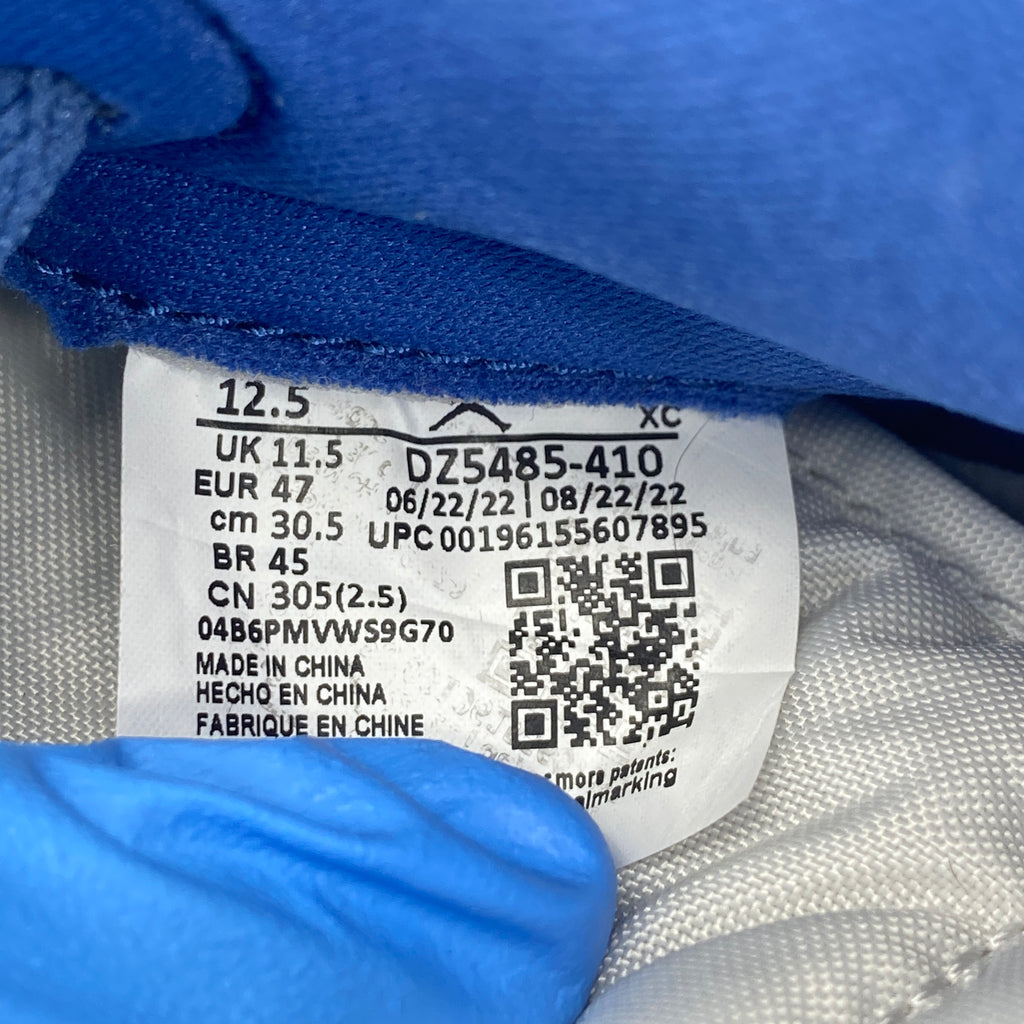 12.5 XC
UK 11.5 DZ5485-410
EUR 47 06/22/22 | 08/22/22
cm 30.5 UPC 00196155607895
BR 45
CN 305(2.5)
04B6PMVWS9G70
MADE IN CHINA
HECHO EN CHINA
FABRIQUE EN CHINE
more patents: